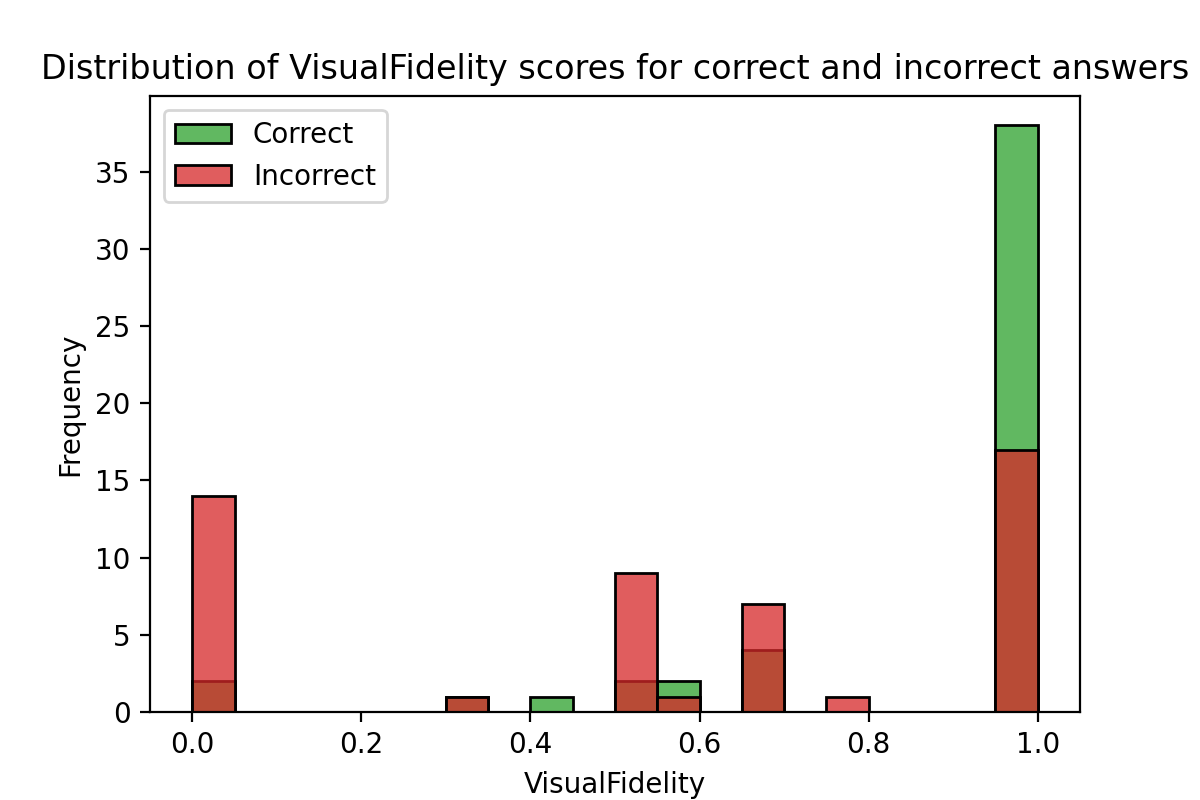 Distribution of VisualFidelity scores for correct and incorrect answers
Correct
Incorrect
35
30
25
20
15
10
5
0
Frequency
0.0 0.2 0.4 0.6 0.8 1.0
VisualFidelity